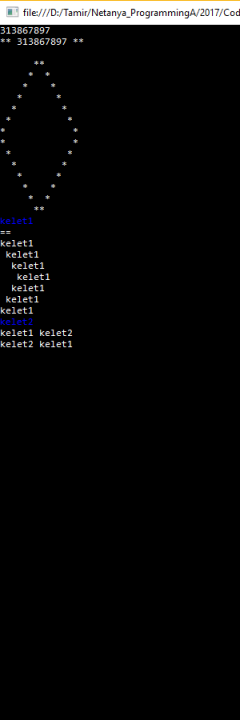 file:///D:/Tamir/Netanya_ProgrammingA/2017/Cod
313867897
** 313867897 **
      **
     *  *
    *    *
   *      *
  *        *
 *          *
*            *
*            *
 *          *
  *        *
   *      *
    *    *
     *  *
      **
kelet1
==
kelet1
 kelet1
  kelet1
   kelet1
  kelet1
 kelet1
kelet1
kelet2
kelet1 kelet2
kelet2 kelet1